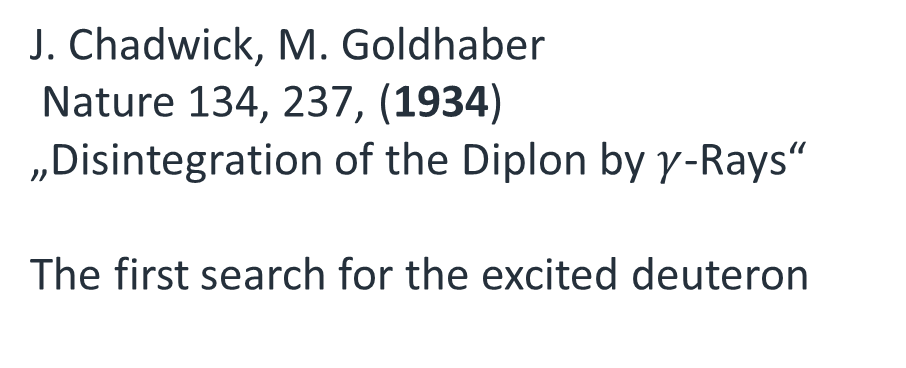 J. Chadwick, M. Goldhaber
Nature 134, 237, (1934)
„Disintegration of the Diplon by γ-Rays“
The first search for the excited deuteron